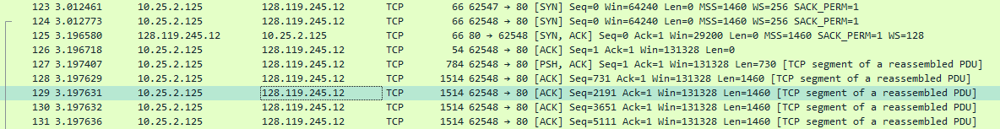 123 3.012461 10.25.2.125 128.119.245.12 TCP 66 62547 → 80 [SYN] Seq=0 Win=64240 Len=0 MSS=1460 WS=256 SACK_PERM=1
124 3.012773 10.25.2.125 128.119.245.12 TCP 66 62548 → 80 [SYN] Seq=0 Win=64240 Len=0 MSS=1460 WS=256 SACK_PERM=1
125 3.196580 128.119.245.12 10.25.2.125 TCP 66 80 → 62548 [SYN, ACK] Seq=0 Ack=1 Win=29200 Len=0 MSS=1460 SACK_PERM=1 WS=128
126 3.196718 10.25.2.125 128.119.245.12 TCP 54 62548 → 80 [ACK] Seq=1 Ack=1 Win=131328 Len=0
127 3.197407 10.25.2.125 128.119.245.12 TCP 784 62548 → 80 [PSH, ACK] Seq=1 Ack=1 Win=131328 Len=730 [TCP segment of a reassembled PDU]
128 3.197629 10.25.2.125 128.119.245.12 TCP 1514 62548 → 80 [ACK] Seq=731 Ack=1 Win=131328 Len=1460 [TCP segment of a reassembled PDU]
129 3.197631 10.25.2.125 128.119.245.12 TCP 1514 62548 → 80 [ACK] Seq=2191 Ack=1 Win=131328 Len=1460 [TCP segment of a reassembled PDU]
130 3.197632 10.25.2.125 128.119.245.12 TCP 1514 62548 → 80 [ACK] Seq=3651 Ack=1 Win=131328 Len=1460 [TCP segment of a reassembled PDU]
131 3.197636 10.25.2.125 128.119.245.12 TCP 1514 62548 → 80 [ACK] Seq=5111 Ack=1 Win=131328 Len=1460 [TCP segment of a reassembled PDU]